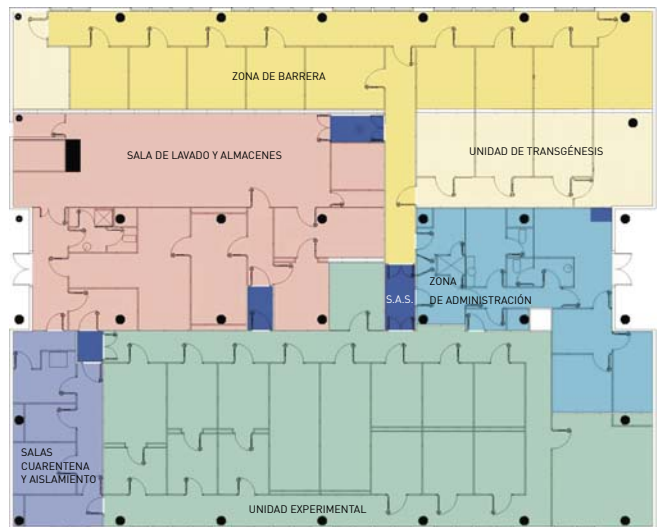 ZONA DE BARRERA
SALA DE LAVADO Y ALMACENES
UNIDAD DE TRANSGÉNESIS
S.A.S.
ZONA
DE ADMINISTRACIÓN
SALAS
CUARENTENA
Y AISLAMIENTO
UNIDAD EXPERIMENTAL